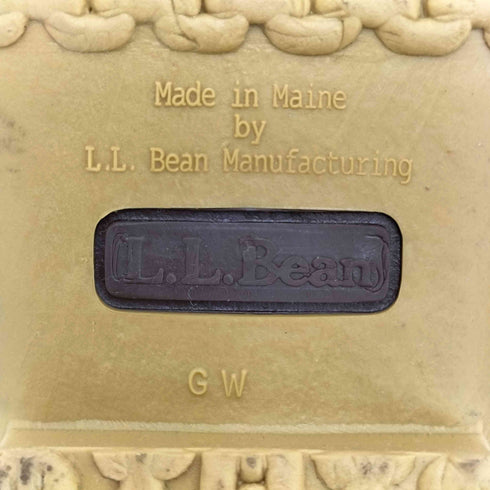 Made in Maine
by
L.L. Bean Manufacturing
L.L.Bean
G W